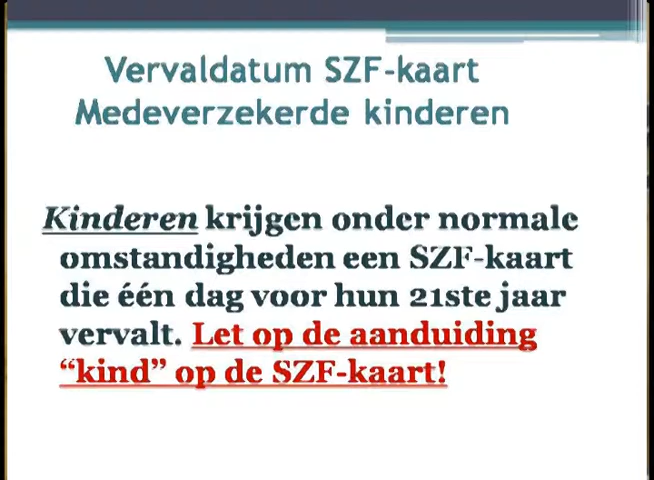 Vervaldatum SZF-kaart
Medeverzekerde kinderen
Kinderen krijgen onder normale
omstandigheden een SZF-kaart
die één dag voor hun 21ste jaar
vervalt. Let op de aanduiding
“kind” op de SZF-kaart!